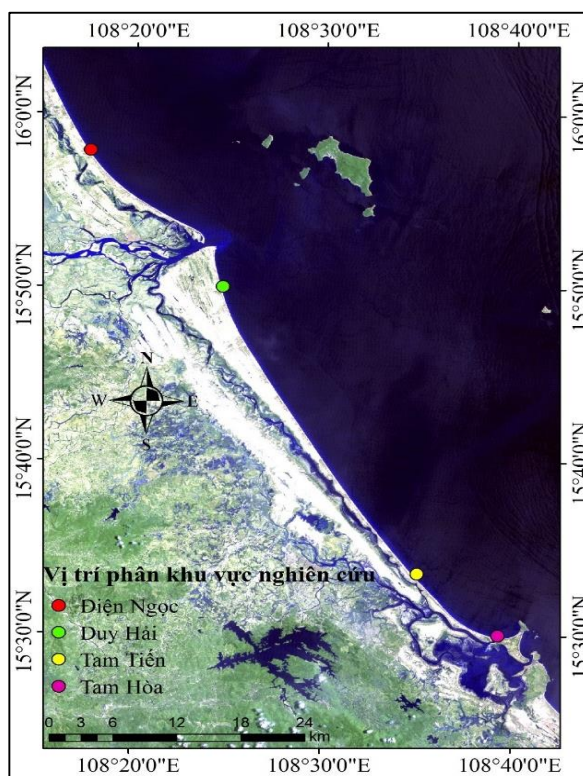 108°20'0"E 108°30'0"E 108°40'0"E
16°0'0"N 16°0'0"N
15°50'0"N 15°50'0"N
15°40'0"N 15°40'0"N
15°30'0"N 15°30'0"N
N
W E
S
Vị trí phân khu vực nghiên cứu
Điện Ngọc
Duy Hải
Tam Tiến
Tam Hòa
0 3 6 12 18 24
km
108°20'0"E 108°30'0"E 108°40'0"E